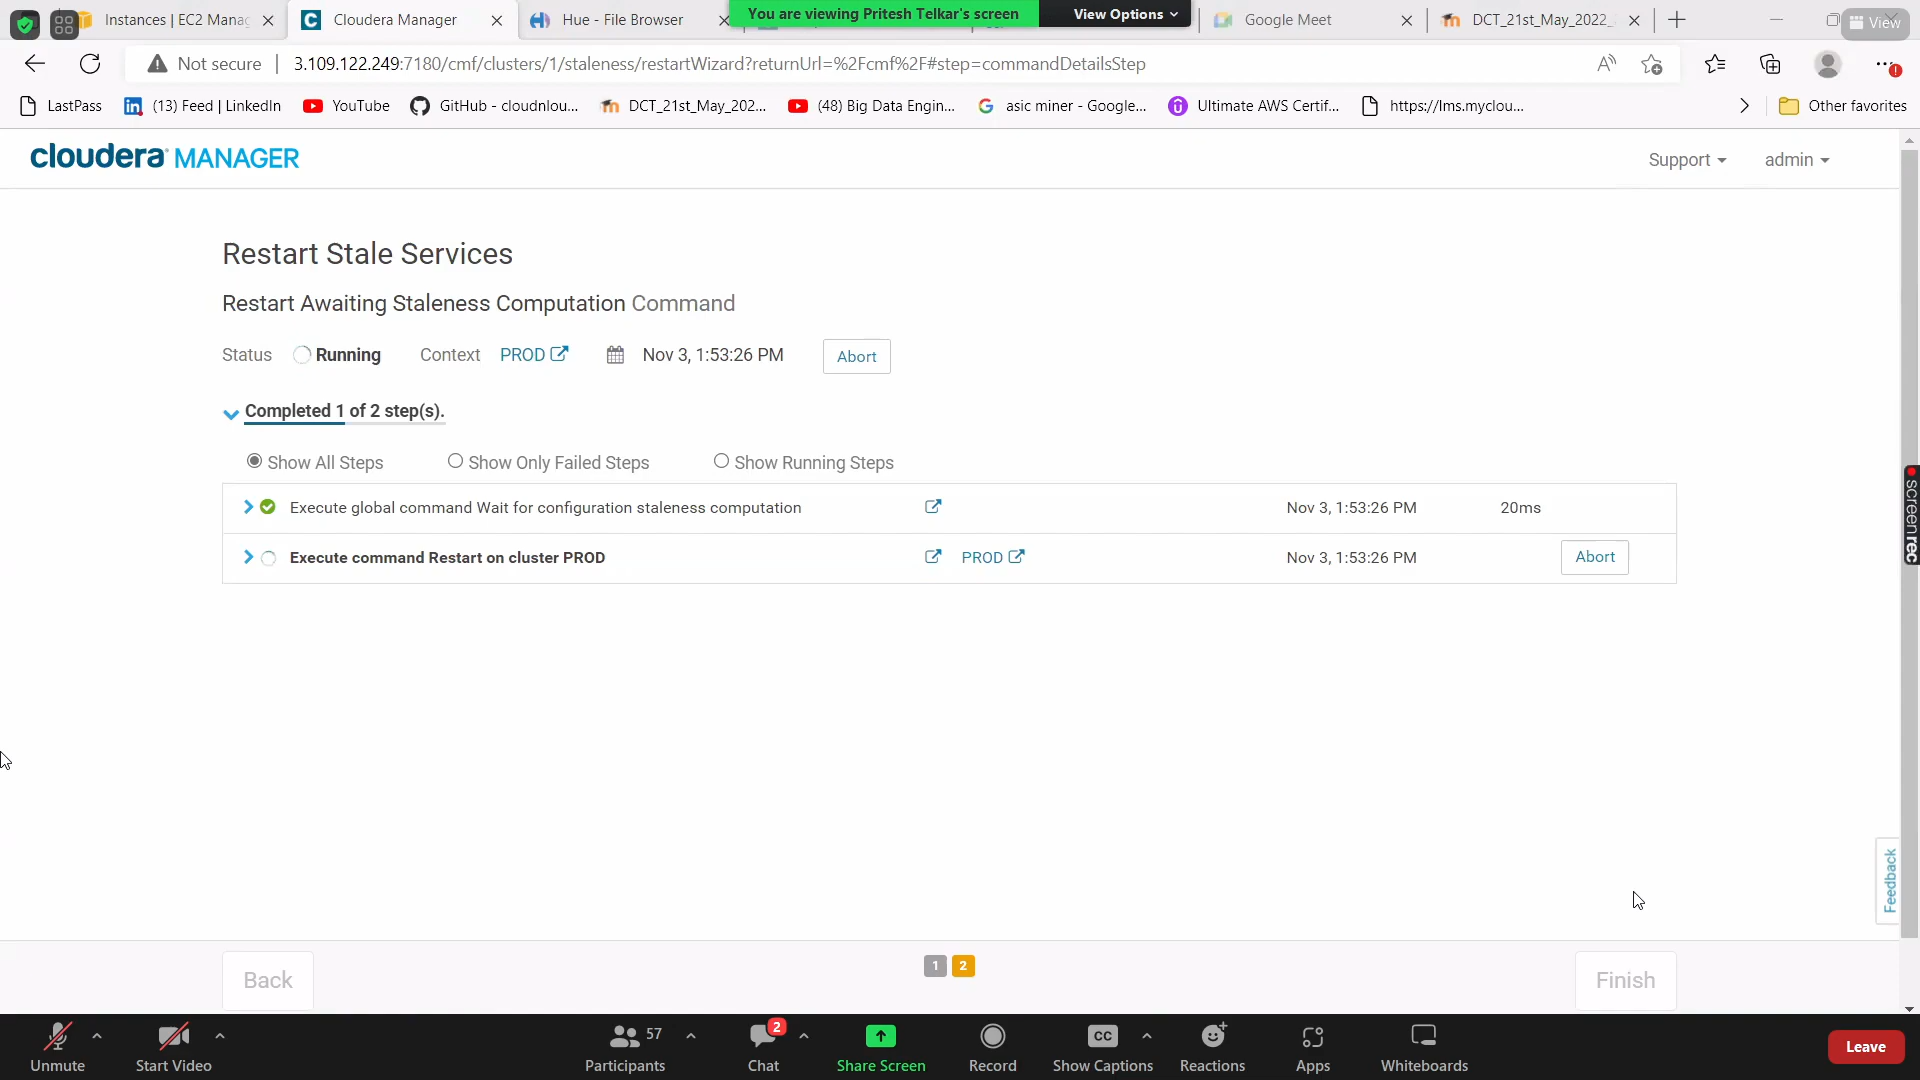 Instances | EC2 Manag
Cloudera Manager
Hue - File Browser
You are viewing Pritesh Telkar's screen
View Options
Google Meet
DCT_21st_May_2022_
View
Not secure
3.109.122.249:7180/cmf/clusters/1/staleness/restartWizard?returnUrl=%2Fcmf%2F#step=commandDetailsStep
LastPass
(13) Feed | LinkedIn
YouTube
GitHub - cloudnlou...
DCT_21st_May_202...
(48) Big Data Engin...
asic miner - Google...
Ultimate AWS Certif...
https://lms.myclou...
Other favorites
cloudera MANAGER
Support
admin
Restart Stale Services
Restart Awaiting Staleness Computation Command
Status Running Context PROD Nov 3, 1:53:26 PM Abort
Completed 1 of 2 step(s).
Show All Steps Show Only Failed Steps Show Running Steps
Execute global command Wait for configuration staleness computation Nov 3, 1:53:26 PM 20ms
Execute command Restart on cluster PROD PROD Nov 3, 1:53:26 PM Abort
screenrec
Feedback
Back
1 2
Finish
Unmute
Start Video
57
Participants
2
Chat
Share Screen
Record
CC
Show Captions
Reactions
Apps
Whiteboards
Leave